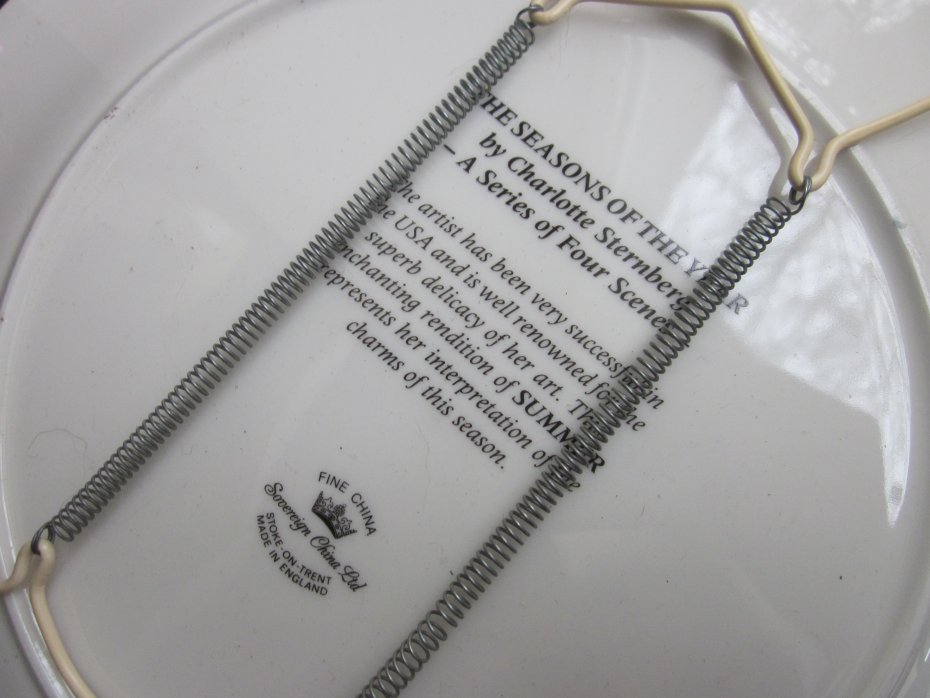 THE SEASONS OF THE YEAR
by Charlotte Sternberg
– A Series of Four Scenes
The artist has been very successful in
the USA and is well renowned for the
superb delicacy of her art. This
enchanting rendition of SUMMER
represents her interpretation of the
charms of this season.
FINE CHINA
Sovereign China Ltd
STOKE-ON-TRENT
MADE IN ENGLAND